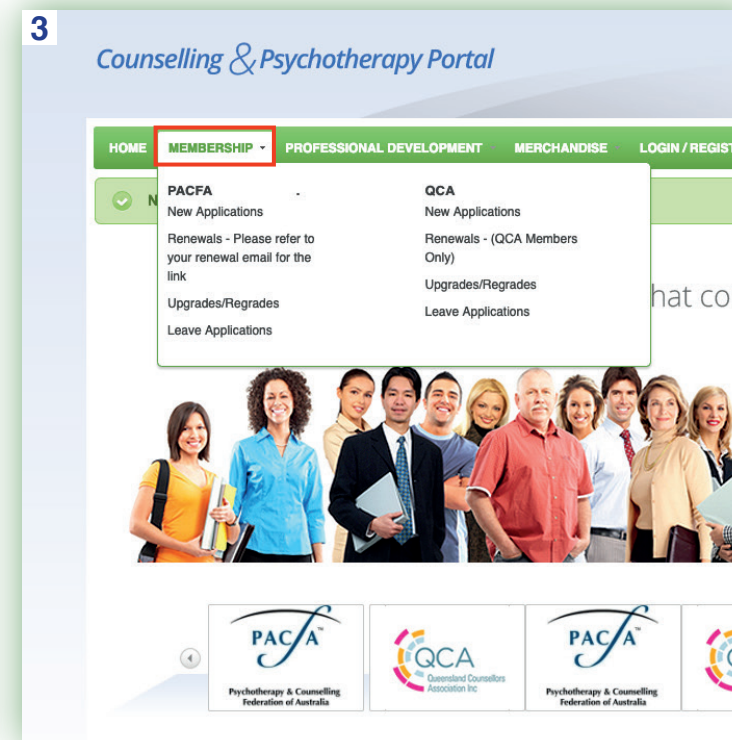 3
Counselling & Psychotherapy Portal
HOME MEMBERSHIP PROFESSIONAL DEVELOPMENT MERCHANDISE LOGIN / REGIST
N
PACFA -
New Applications
Renewals - Please refer to
your renewal email for the
link
Upgrades/Regrades
Leave Applications
QCA
New Applications
Renewals - (QCA Members
Only)
Upgrades/Regrades
Leave Applications
hat co
PACFA™
Psychotherapy & Counselling
Federation of Australia
QCA
Queensland Counsellors
Association Inc
PACFA™
Psychotherapy & Counselling
Federation of Australia